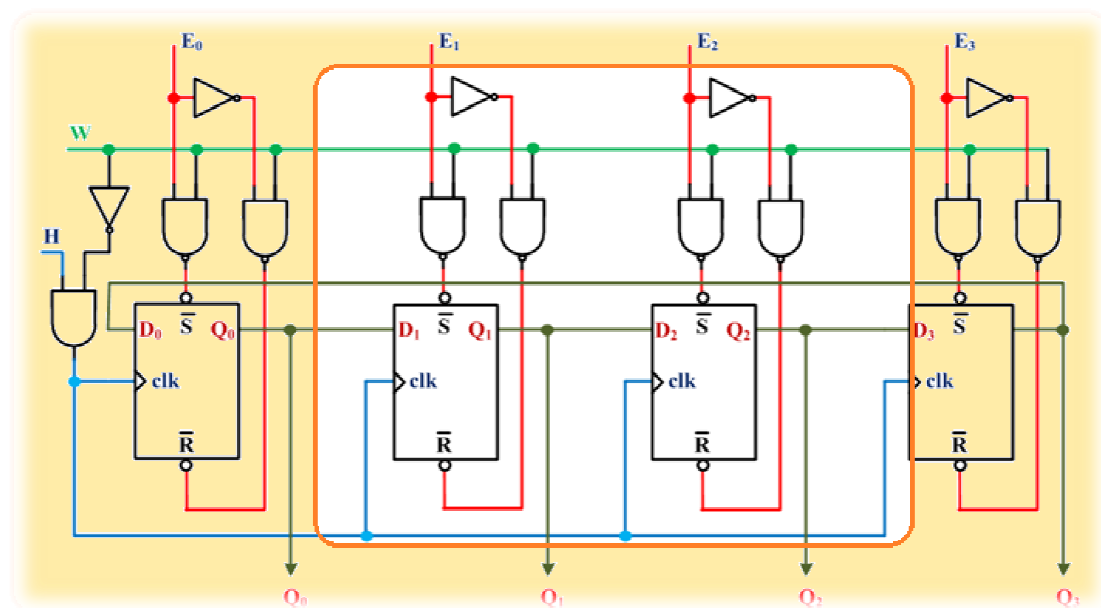 E₀ E₁ E₂ E₃
W
H
D₀ S̅ Q₀ D₁ S̅ Q₁ D₂ S̅ Q₂ D₃ S̅
clk clk clk clk
R̅ R̅ R̅ R̅
Q₀ Q₁ Q₂ Q₃